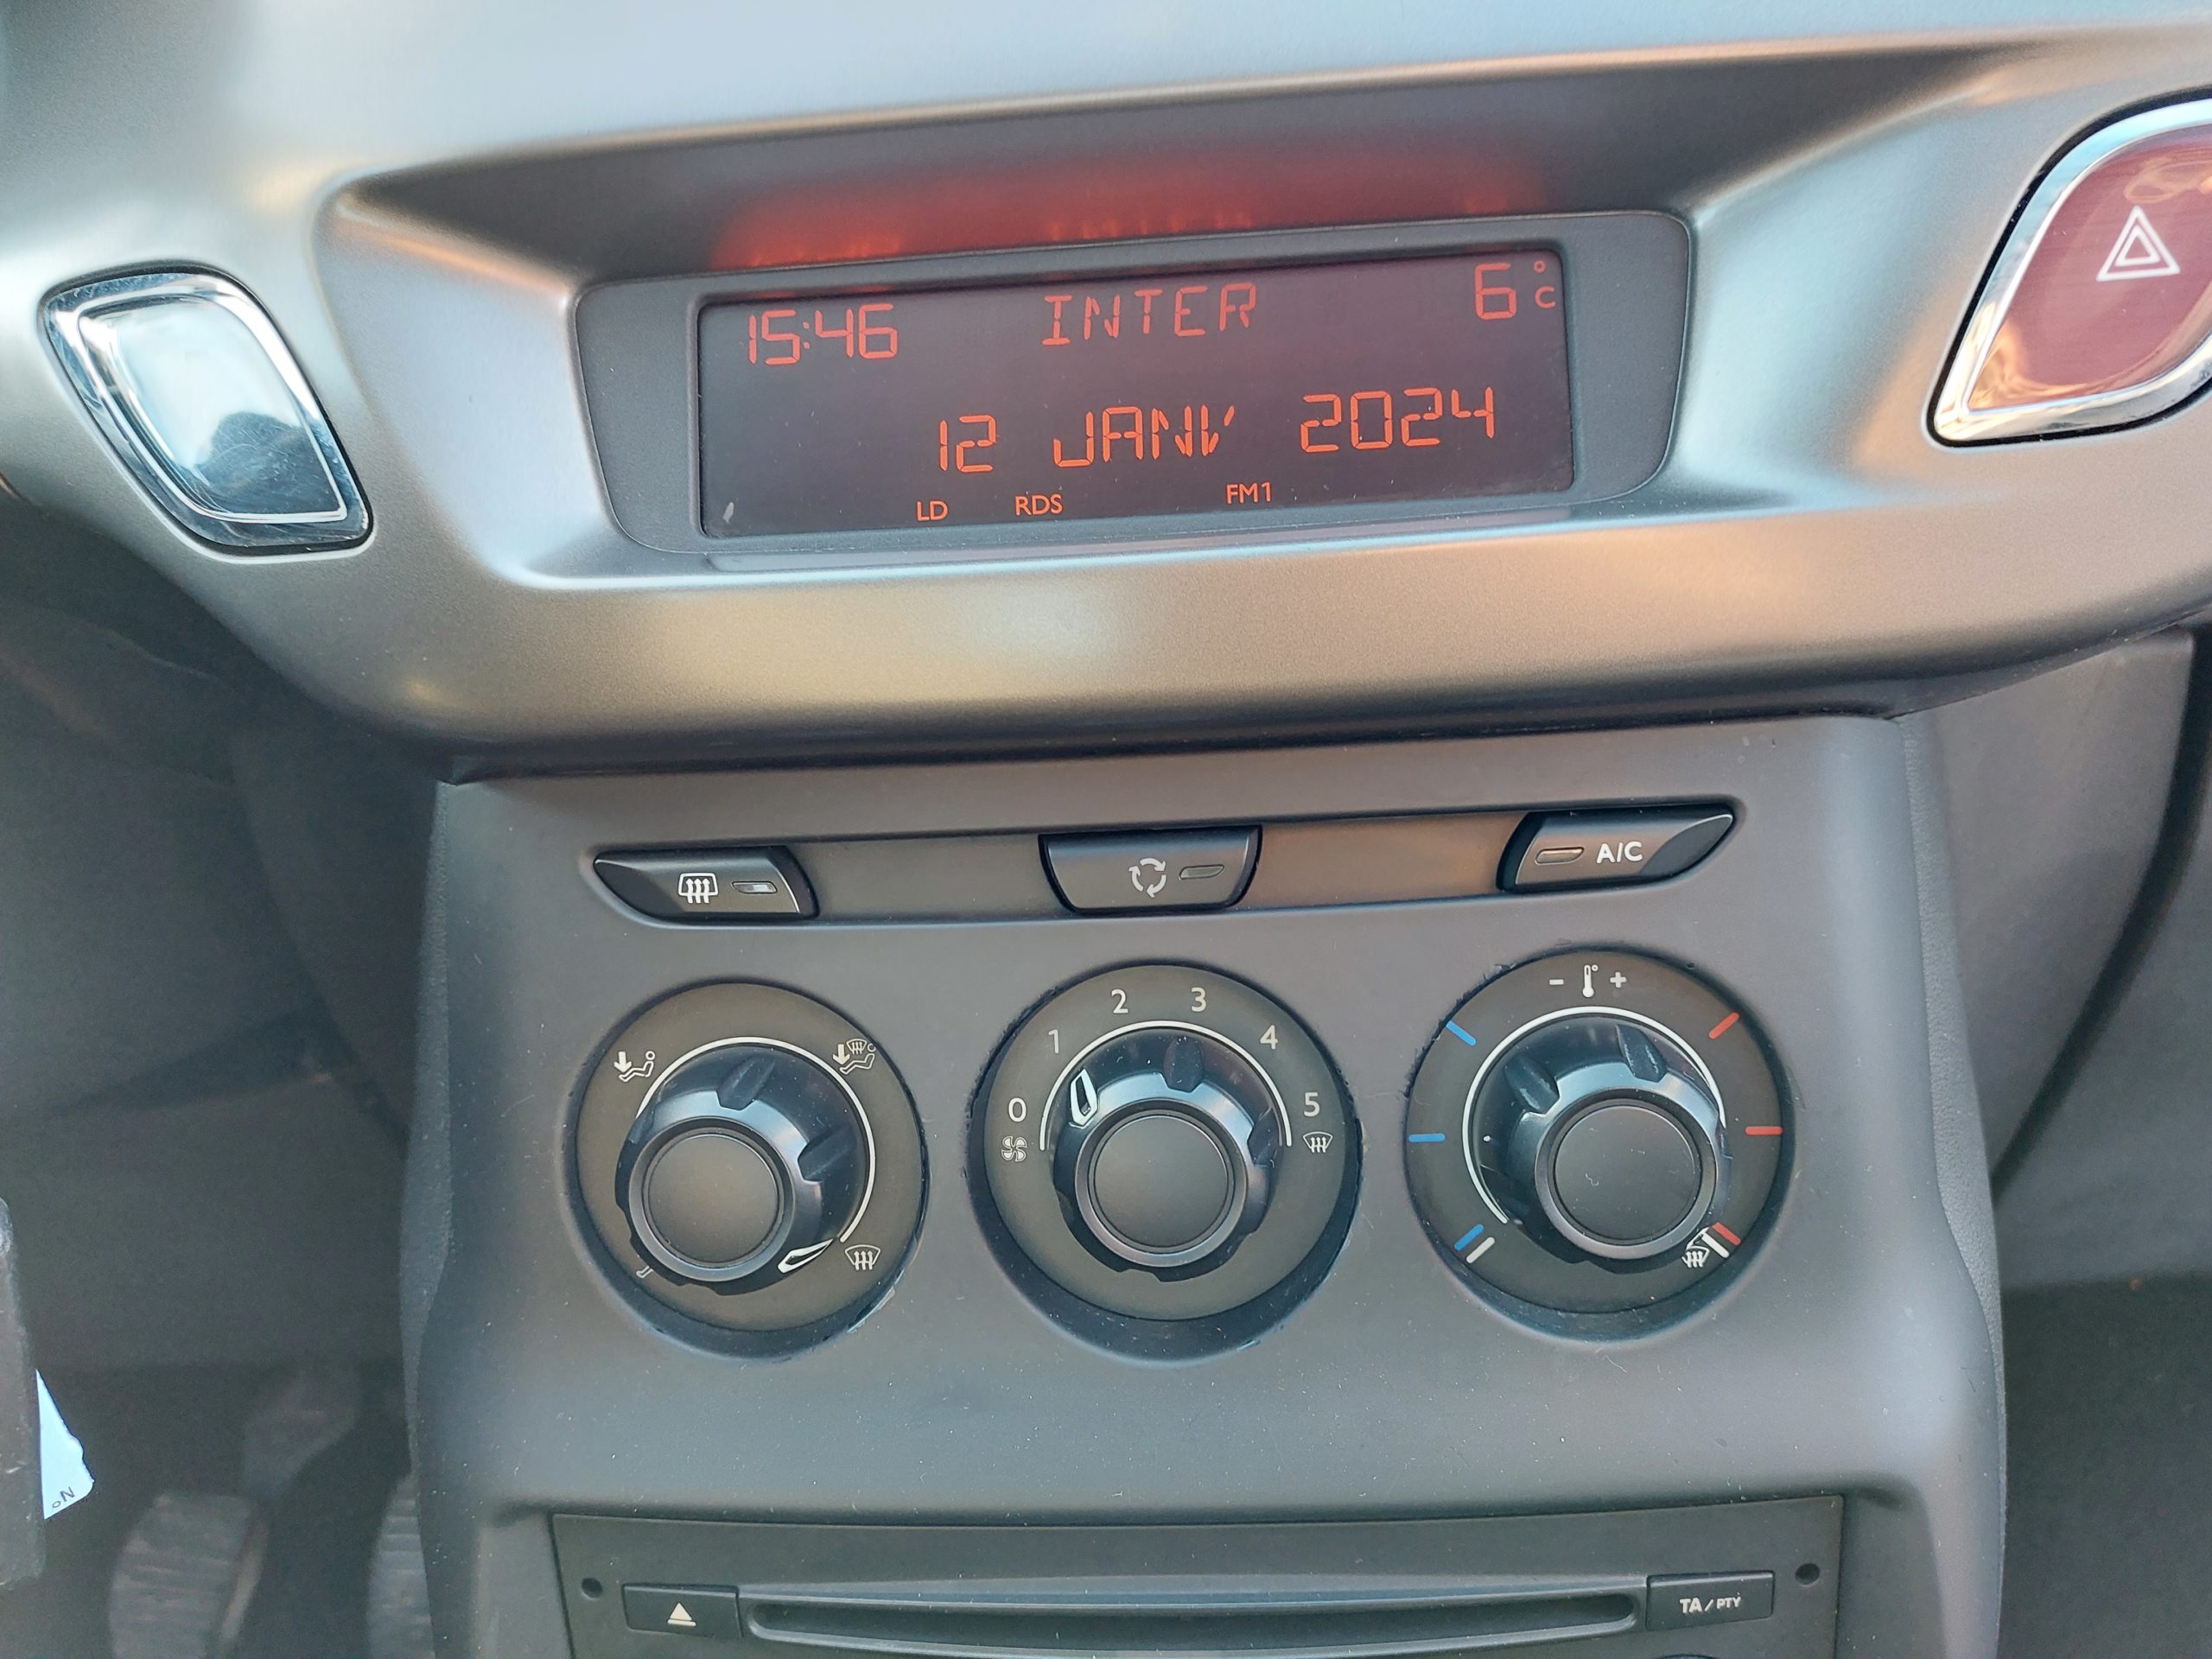 15:46 INTER 6°C
12 JANV 2024
LD RDS FM1
A/C
0 1 2 3 4 5
- +
TA/PTY
N°